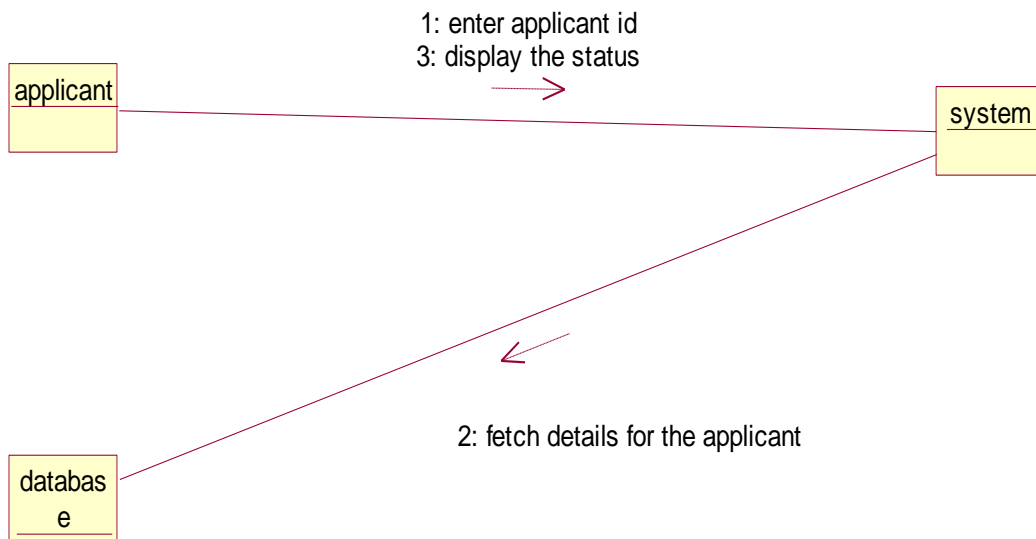 1: enter applicant id
3: display the status
applicant
system
2: fetch details for the applicant
databas
e